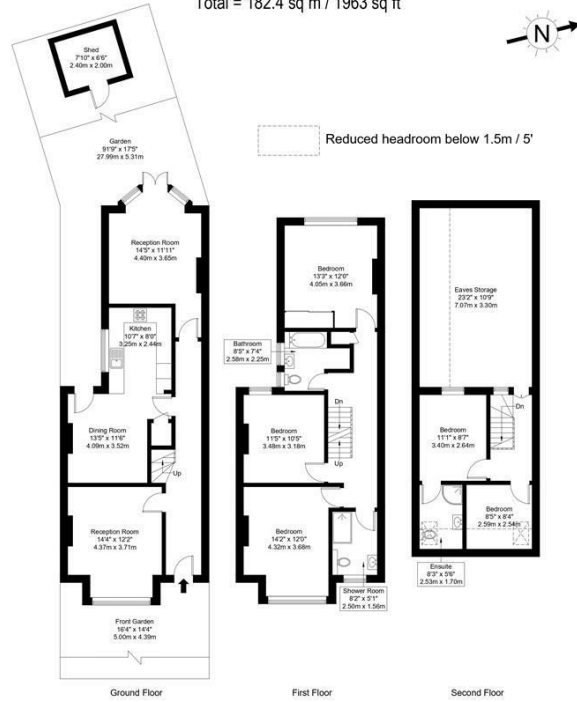 Total = 182.4 sq m / 1963 sq ft
N
Shed
7'10" x 6'6"
2.40m x 2.00m
Reduced headroom below 1.5m / 5'
Garden
91'9" x 17'5"
27.99m x 5.31m
Reception Room
14'5" x 11'11"
4.40m x 3.65m
Kitchen
10'7" x 8'0"
3.25m x 2.44m
Dining Room
13'5" x 11'6"
4.09m x 3.52m
Up
Reception Room
14'4" x 12'2"
4.37m x 3.71m
Front Garden
16'4" x 14'4"
5.00m x 4.39m
Ground Floor
Bedroom
13'3" x 12'0"
4.05m x 3.66m
Bathroom
8'5" x 7'4"
2.58m x 2.25m
Dn
Bedroom
11'5" x 10'5"
3.48m x 3.18m
Up
Bedroom
14'2" x 12'0"
4.32m x 3.68m
Shower Room
8'2" x 5'1"
2.50m x 1.56m
First Floor
Eaves Storage
23'2" x 10'9"
7.07m x 3.30m
Dn
Bedroom
11'1" x 8'7"
3.40m x 2.64m
Bedroom
8'5" x 8'4"
2.59m x 2.54m
Ensuite
8'3" x 5'6"
2.53m x 1.70m
Second Floor